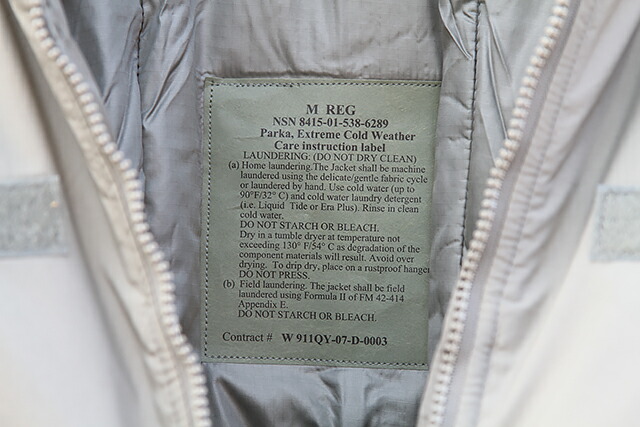 M REG
NSN 8415-01-538-6289
Parka, Extreme Cold Weather
Care instruction label
LAUNDERING: (DO NOT DRY CLEAN)
(a) Home laundering.The Jacket shall be machine
laundered using the delicate/gentle fabric cycle
or laundered by hand. Use cold water (up to
90°F/32° C) and cold water laundry detergent
(i.e. Liquid Tide or Era Plus). Rinse in clean
cold water.
DO NOT STARCH OR BLEACH.
Dry in a tumble dryer at temperature not
exceeding 130° F/54° C as degradation of the
component materials will result. Avoid over
drying. To drip dry, place on a rustproof hanger
DO NOT PRESS.
(b) Field laundering. The jacket shall be field
laundered using Formula II of FM 42-414
Appendix E.
DO NOT STARCH OR BLEACH.
Contract # W 911QY-07-D-0003